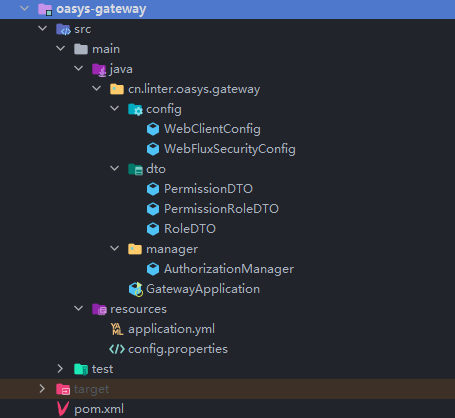 oasys-gateway
src
main
java
cn.linter.oasys.gateway
config
WebClientConfig
WebFluxSecurityConfig
dto
PermissionDTO
PermissionRoleDTO
RoleDTO
manager
AuthorizationManager
GatewayApplication
resources
application.yml
config.properties
test
target
pom.xml